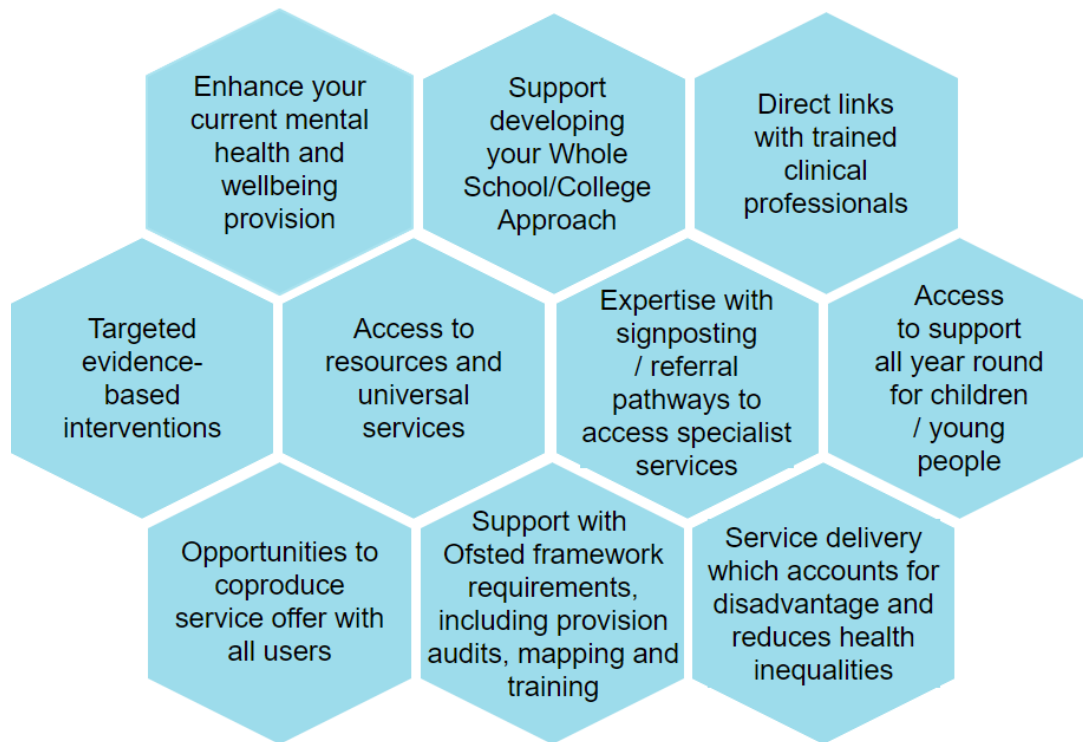 Enhance your
current mental
health and
wellbeing
provision
Support
developing
your Whole
School/College
Approach
Direct links
with trained
clinical
professionals
Targeted
evidence-
based
interventions
Access to
resources and
universal
services
Expertise with
signposting
/ referral
pathways to
access specialist
services
Access
to support
all year round
for children
/ young
people
Opportunities to
coproduce
service offer with
all users
Support with
Ofsted framework
requirements,
including provision
audits, mapping and
training
Service delivery
which accounts for
disadvantage and
reduces health
inequalities